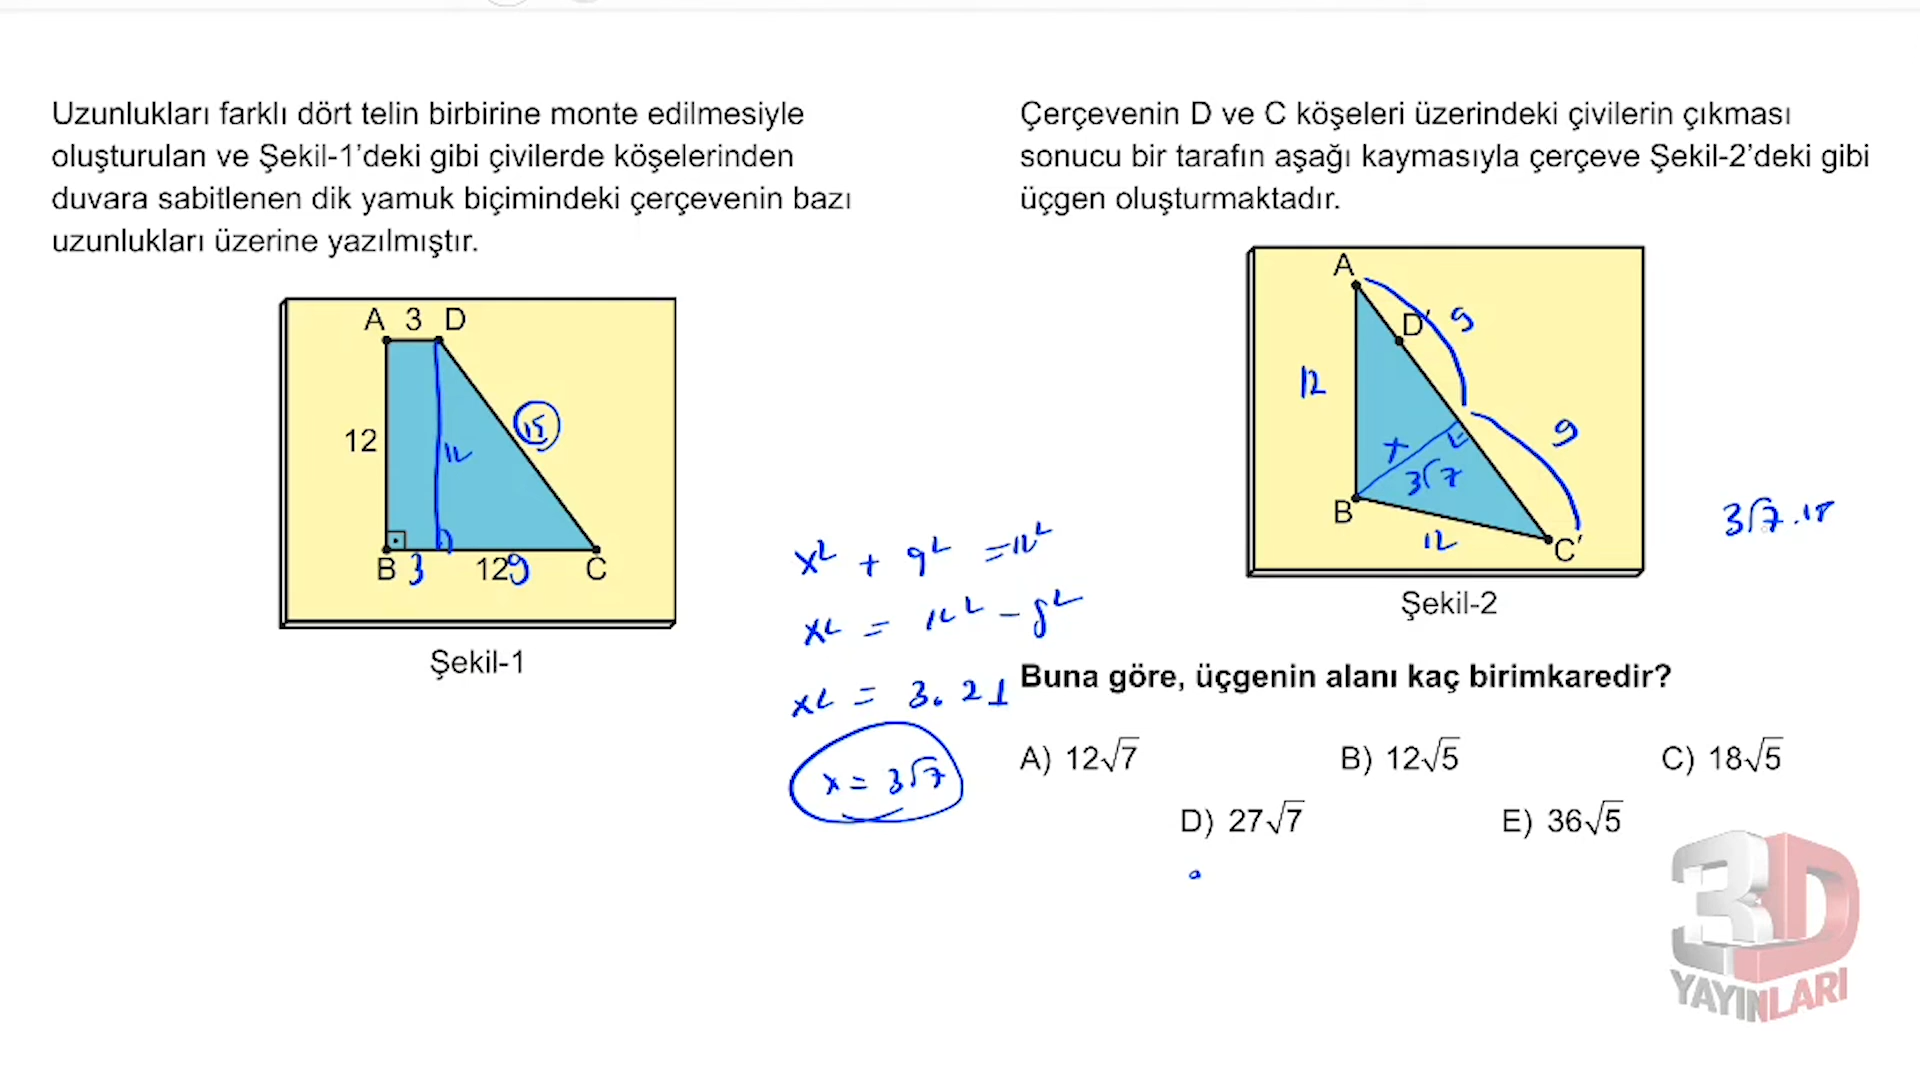 Uzunlukları farklı dört telin birbirine monte edilmesiyle
oluşturulan ve Şekil-1’deki gibi çivilerde köşelerinden
duvara sabitlenen dik yamuk biçimindeki çerçevenin bazı
uzunlukları üzerine yazılmıştır.
A 3 D
12
12
15
B 3 12 9 C
Şekil-1
x² + 9² = 12²
x² = 12² - 9²
x² = 3.21
x = 3√7
Çerçevenin D ve C köşeleri üzerindeki çivilerin çıkması
sonucu bir tarafın aşağı kaymasıyla çerçeve Şekil-2’deki gibi
üçgen oluşturmaktadır.
A
D'
9
12
9
x
3√7
B
12
C'
3√7.18
Şekil-2
Buna göre, üçgenin alanı kaç birimkaredir?
A) 12√7 B) 12√5 C) 18√5
D) 27√7 E) 36√5
3D
YAYINLARI